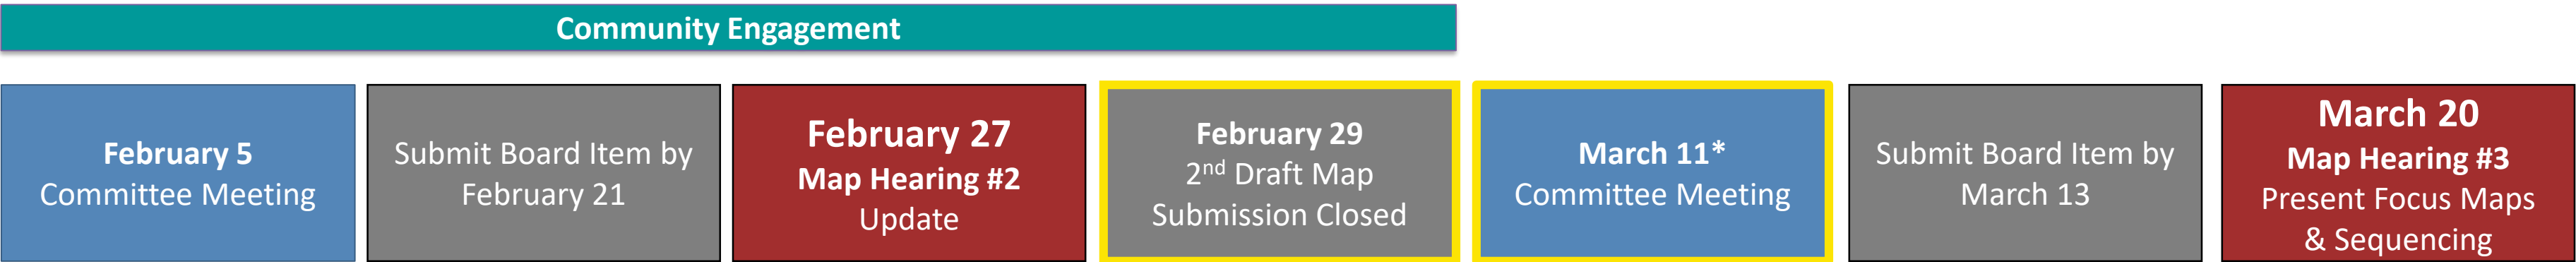 Community Engagement
February 5
Committee Meeting
Submit Board Item by
February 21
February 27
Map Hearing #2
Update
February 29
2nd Draft Map
Submission Closed
March 11*
Committee Meeting
Submit Board Item by
March 13
March 20
Map Hearing #3
Present Focus Maps
& Sequencing